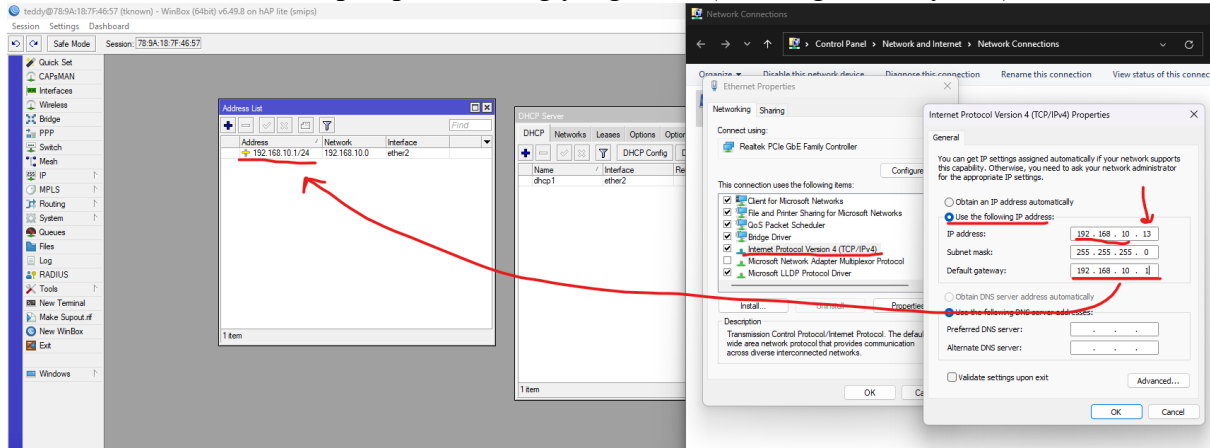 teddy@78:9A:18:7F:46:57 (tknown) - WinBox (64bit) v6.49.8 on hAP lite (smips)
Session Settings Dashboard
Safe Mode Session: 78:9A:18:7F:46:57
Quick Set
CAPsMAN
Interfaces
Wireless
Bridge
PPP
Switch
Mesh
IP
MPLS
Routing
System
Queues
Files
Log
RADIUS
Tools
New Terminal
Make Supout.rif
New WinBox
Exit
Windows
Address List
Find
Address Network Interface
192.168.10.1/24 192.168.10.0 ether2
1 item
DHCP Server
DHCP Networks Leases Options Option
DHCP Config D
Name Interface Re
dhcp1 ether2
1 item
Network Connections
Control Panel > Network and Internet > Network Connections
Organize Disable this network device Diagnose this connection Rename this connection View status of this connec
Ethernet Properties
Networking Sharing
Connect using:
Realtek PCIe GbE Family Controller
Configure
This connection uses the following items:
Client for Microsoft Networks
File and Printer Sharing for Microsoft Networks
QoS Packet Scheduler
Bridge Driver
Internet Protocol Version 4 (TCP/IPv4)
Microsoft Network Adapter Multiplexor Protocol
Microsoft LLDP Protocol Driver
Install... Uninstall Properties
Description
Transmission Control Protocol/Internet Protocol. The defaul
wide area network protocol that provides communication
across diverse interconnected networks.
OK Ca
Internet Protocol Version 4 (TCP/IPv4) Properties
General
You can get IP settings assigned automatically if your network supports
this capability. Otherwise, you need to ask your network administrator
for the appropriate IP settings.
Obtain an IP address automatically
Use the following IP address:
IP address: 192 . 168 . 10 . 13
Subnet mask: 255 . 255 . 255 . 0
Default gateway: 192 . 168 . 10 . 1
Obtain DNS server address automatically
Use the following DNS server addresses:
Preferred DNS server: . . .
Alternate DNS server: . . .
Validate settings upon exit
Advanced...
OK Cancel